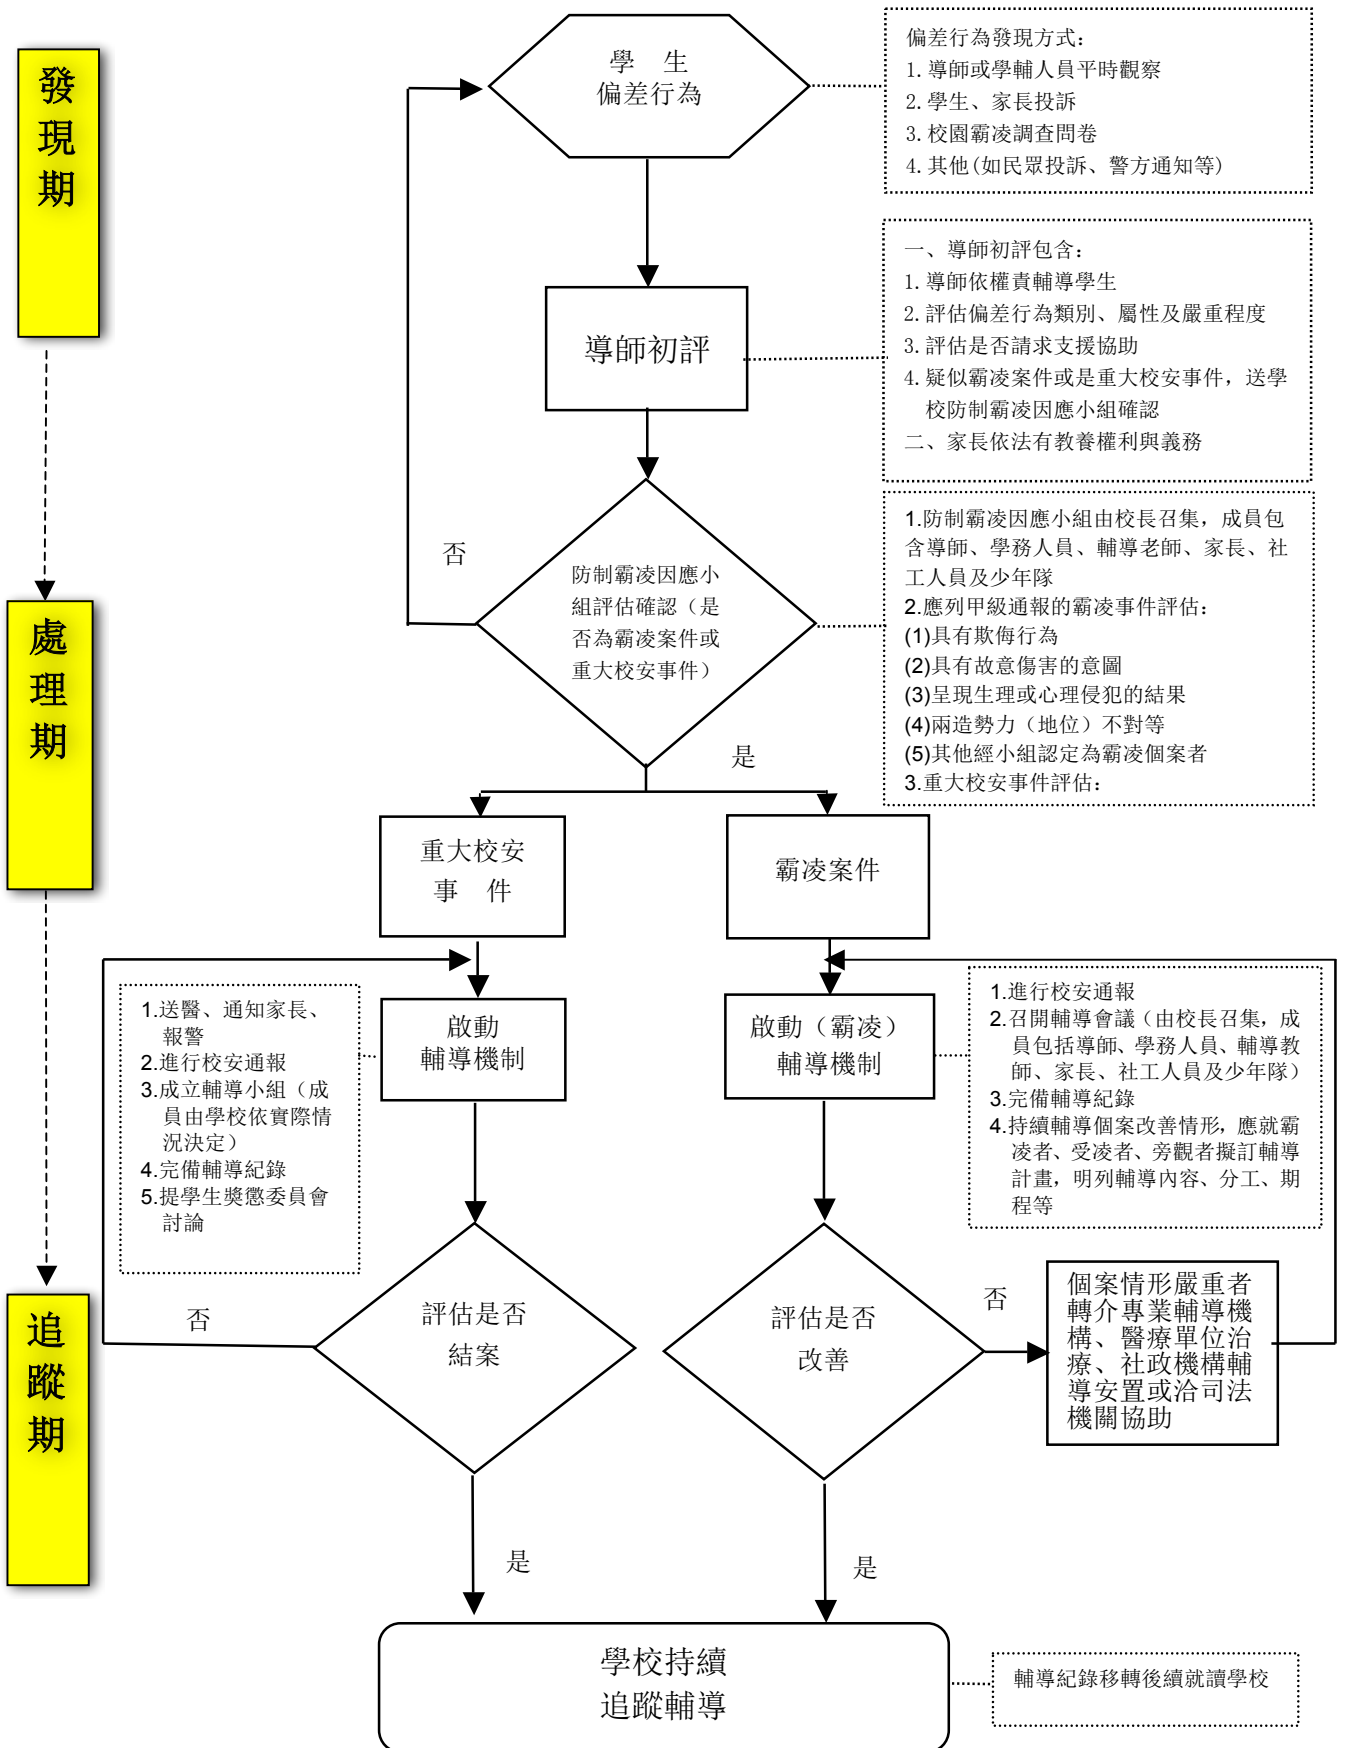 發
現
期
學　生
偏差行為
偏差行為發現方式：
1.導師或學輔人員平時觀察
2.學生、家長投訴
3.校園霸凌調查問卷
4.其他(如民眾投訴、警方通知等)
導師初評
一、導師初評包含：
1.導師依權責輔導學生
2.評估偏差行為類別、屬性及嚴重程度
3.評估是否請求支援協助
4.疑似霸凌案件或是重大校安事件，送學
校防制霸凌因應小組確認
二、家長依法有教養權利與義務
處
理
期
否
防制霸凌因應小
組評估確認（是
否為霸凌案件或
重大校安事件）
是
1.防制霸凌因應小組由校長召集，成員包
含導師、學務人員、輔導老師、家長、社
工人員及少年隊
2.應列甲級通報的霸凌事件評估：
(1)具有欺侮行為
(2)具有故意傷害的意圖
(3)呈現生理或心理侵犯的結果
(4)兩造勢力（地位）不對等
(5)其他經小組認定為霸凌個案者
3.重大校安事件評估：
重大校安
事　件
霸凌案件
1.送醫、通知家長、
報警
2.進行校安通報
3.成立輔導小組（成
員由學校依實際情
況決定）
4.完備輔導紀錄
5.提學生獎懲委員會
討論
啟動
輔導機制
啟動（霸凌）
輔導機制
1.進行校安通報
2.召開輔導會議（由校長召集，成
員包括導師、學務人員、輔導教
師、家長、社工人員及少年隊）
3.完備輔導紀錄
4.持續輔導個案改善情形，應就霸
凌者、受凌者、旁觀者擬訂輔導
計畫，明列輔導內容、分工、期
程等
追
蹤
期
否
評估是否
結案
是
評估是否
改善
否
是
個案情形嚴重者
轉介專業輔導機
構、醫療單位治
療、社政機構輔
導安置或洽司法
機關協助
學校持續
追蹤輔導
輔導紀錄移轉後續就讀學校